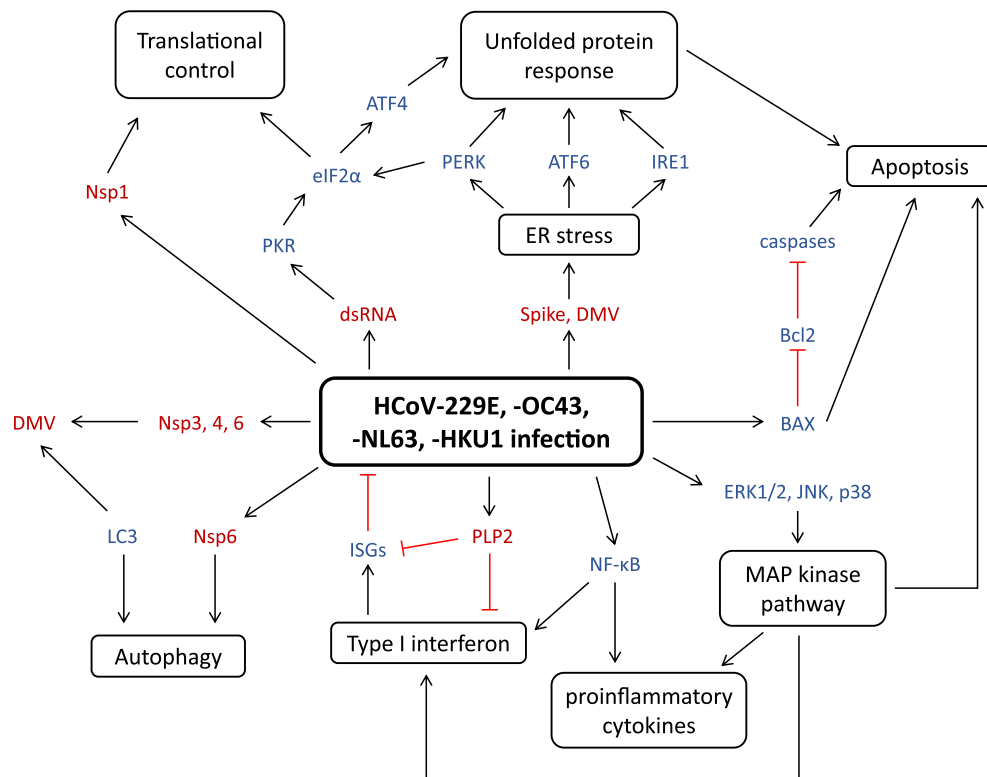 Translational
control
Unfolded protein
response
ATF4
eIF2α
PERK
ATF6
IRE1
Apoptosis
Nsp1
PKR
ER stress
caspases
dsRNA
Spike, DMV
Bcl2
HCoV-229E, -OC43,
-NL63, -HKU1 infection
DMV
Nsp3, 4, 6
BAX
ERK1/2, JNK, p38
LC3
Nsp6
ISGs
PLP2
NF-κB
MAP kinase
pathway
Autophagy
Type I interferon
proinflammatory
cytokines